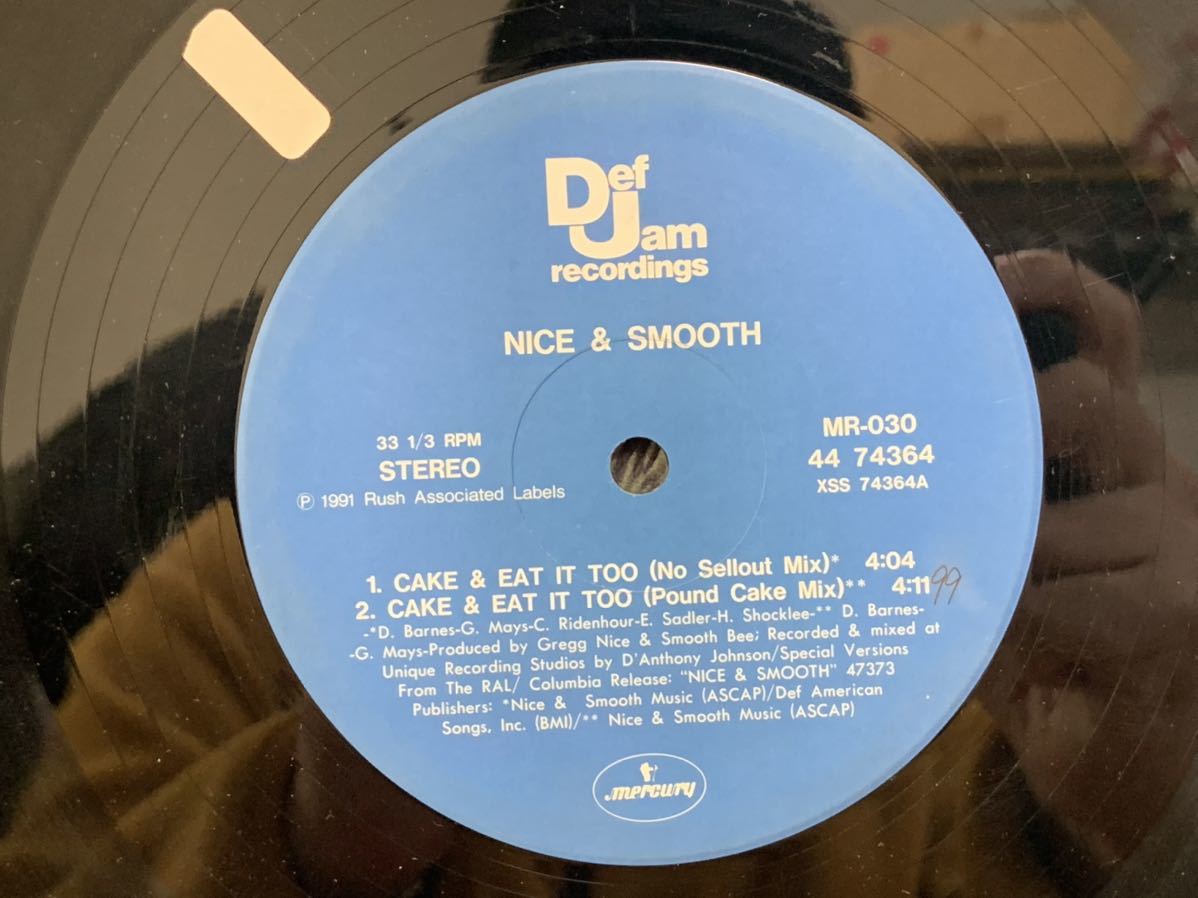 Def
Jam
recordings
NICE & SMOOTH
33 1/3 RPM
STEREO
℗ 1991 Rush Associated Labels
MR-030
44 74364
XSS 74364A
1. CAKE & EAT IT TOO (No Sellout Mix)* 4:04
2. CAKE & EAT IT TOO (Pound Cake Mix)** 4:11 99
-*D. Barnes-G. Mays-C. Ridenhour-E. Sadler-H. Shocklee-** D. Barnes-
-G. Mays-Produced by Gregg Nice & Smooth Bee; Recorded & mixed at
Unique Recording Studios by D'Anthony Johnson/Special Versions
From The RAL/ Columbia Release: "NICE & SMOOTH" 47373
Publishers: *Nice & Smooth Music (ASCAP)/Def American
Songs, Inc. (BMI)/** Nice & Smooth Music (ASCAP)
mercury